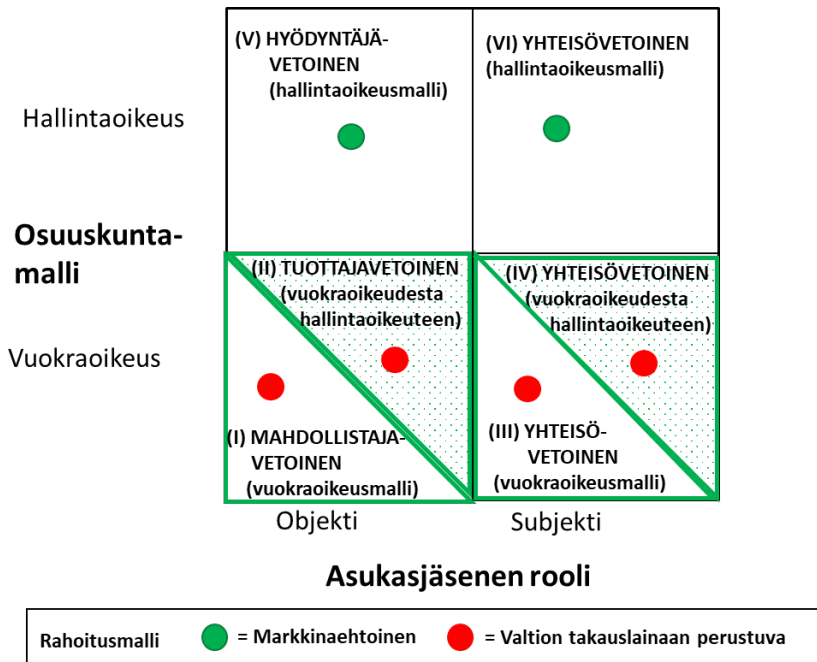 (V) HYÖDYNTÄJÄ-
VETOINEN
(hallintaoikeusmalli)
(VI) YHTEISÖVETOINEN
(hallintaoikeusmalli)
Hallintaoikeus
Osuuskunta-
malli
(II) TUOTTAJAVETOINEN
(vuokraoikeudesta
hallintaoikeuteen)
(IV) YHTEISÖVETOINEN
(vuokraoikeudesta
hallintaoikeuteen)
Vuokraoikeus
(I) MAHDOLLISTAJA-
VETOINEN
(vuokraoikeusmalli)
(III) YHTEISÖ-
VETOINEN
(vuokraoikeusmalli)
Objekti
Subjekti
Asukasjäsenen rooli
Rahoitusmalli = Markkinaehtoinen = Valtion takauslainaan perustuva